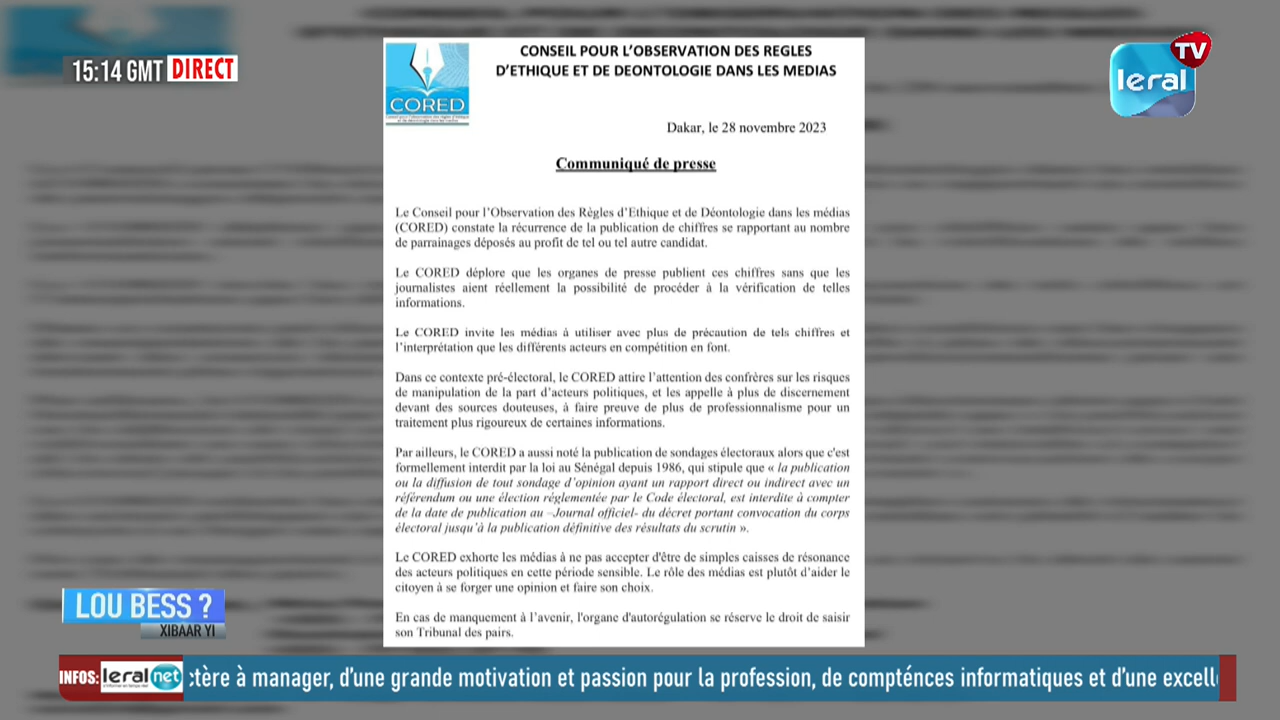 15:14 GMT DIRECT
leral TV
CORED
CONSEIL POUR L'OBSERVATION DES REGLES
D'ETHIQUE ET DE DEONTOLOGIE DANS LES MEDIAS
Dakar, le 28 novembre 2023
Communiqué de presse
Le Conseil pour l'Observation des Règles d'Ethique et de Déontologie dans les médias
(CORED) constate la récurrence de la publication de chiffres se rapportant au nombre
de parrainages déposés au profit de tel ou tel autre candidat.
Le CORED déplore que les organes de presse publient ces chiffres sans que les
journalistes aient réellement la possibilité de procéder à la vérification de telles
informations.
Le CORED invite les médias à utiliser avec plus de précaution de tels chiffres et
l'interprétation que les différents acteurs en compétition en font.
Dans ce contexte pré-électoral, le CORED attire l'attention des confrères sur les risques
de manipulation de la part d'acteurs politiques, et les appelle à plus de discernement
devant des sources douteuses, à faire preuve de plus de professionnalisme pour un
traitement plus rigoureux de certaines informations.
Par ailleurs, le CORED a aussi noté la publication de sondages électoraux alors que c'est
formellement interdit par la loi au Sénégal depuis 1986, qui stipule que « la publication
ou la diffusion de tout sondage d'opinion ayant un rapport direct ou indirect avec un
référendum ou une élection réglementée par le Code électoral, est interdite à compter
de la date de publication au –Journal officiel- du décret portant convocation du corps
électoral jusqu'à la publication définitive des résultats du scrutin ».
Le CORED exhorte les médias à ne pas accepter d'être de simples caisses de résonance
des acteurs politiques en cette période sensible. Le rôle des médias est plutôt d'aider le
citoyen à se forger une opinion et faire son choix.
En cas de manquement à l'avenir, l'organe d'autorégulation se réserve le droit de saisir
son Tribunal des pairs.
LOU BESS ?
XIBAAR YI
INFOS: leral net ctère à manager, d'une grande motivation et passion pour la profession, de compténces informatiques et d'une excell